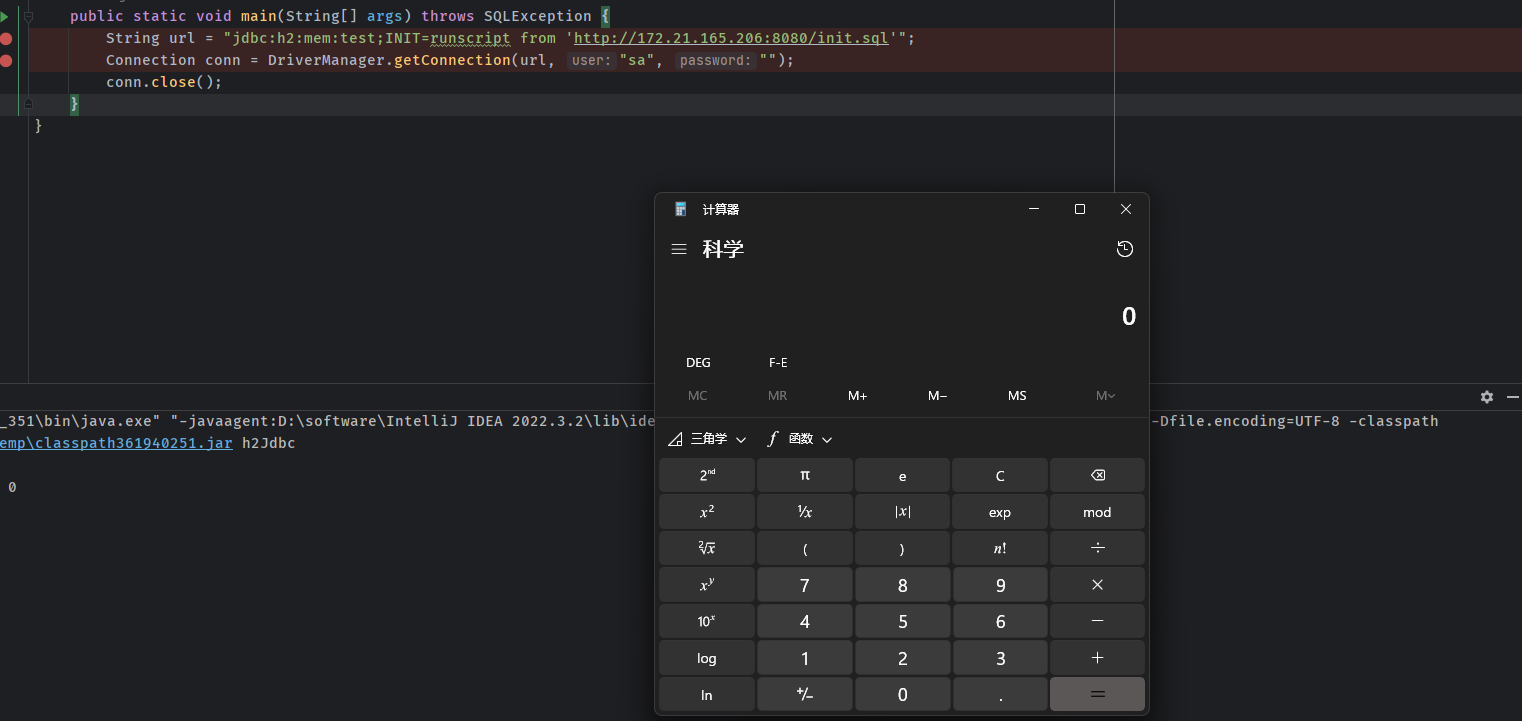 public static void main(String[] args) throws SQLException {
String url = "jdbc:h2:mem:test;INIT=runscript from 'http://172.21.165.206:8080/init.sql'";
Connection conn = DriverManager.getConnection(url, user: "sa", password: "");
conn.close();
}
}
计算器
科学
0
DEG F-E
MC MR M+ M− MS M
_351\bin\java.exe" "-javaagent:D:\software\IntelliJ IDEA 2022.3.2\lib\ide -Dfile.encoding=UTF-8 -classpath
emp\classpath361940251.jar h2Jdbc
三角学 f 函数
0
2ⁿᵈ π e C
x² ¹/x |x| exp mod
²√x ( ) n! ÷
xʸ 7 8 9 ×
10ˣ 4 5 6 −
log 1 2 3 +
ln +/− 0 . =